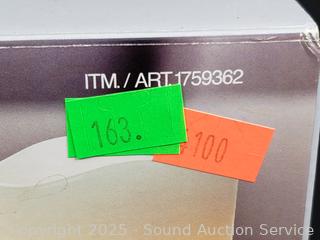 ITM. / ART. 1759362
163.
$100
Copyright 2025 - Sound Auction Service